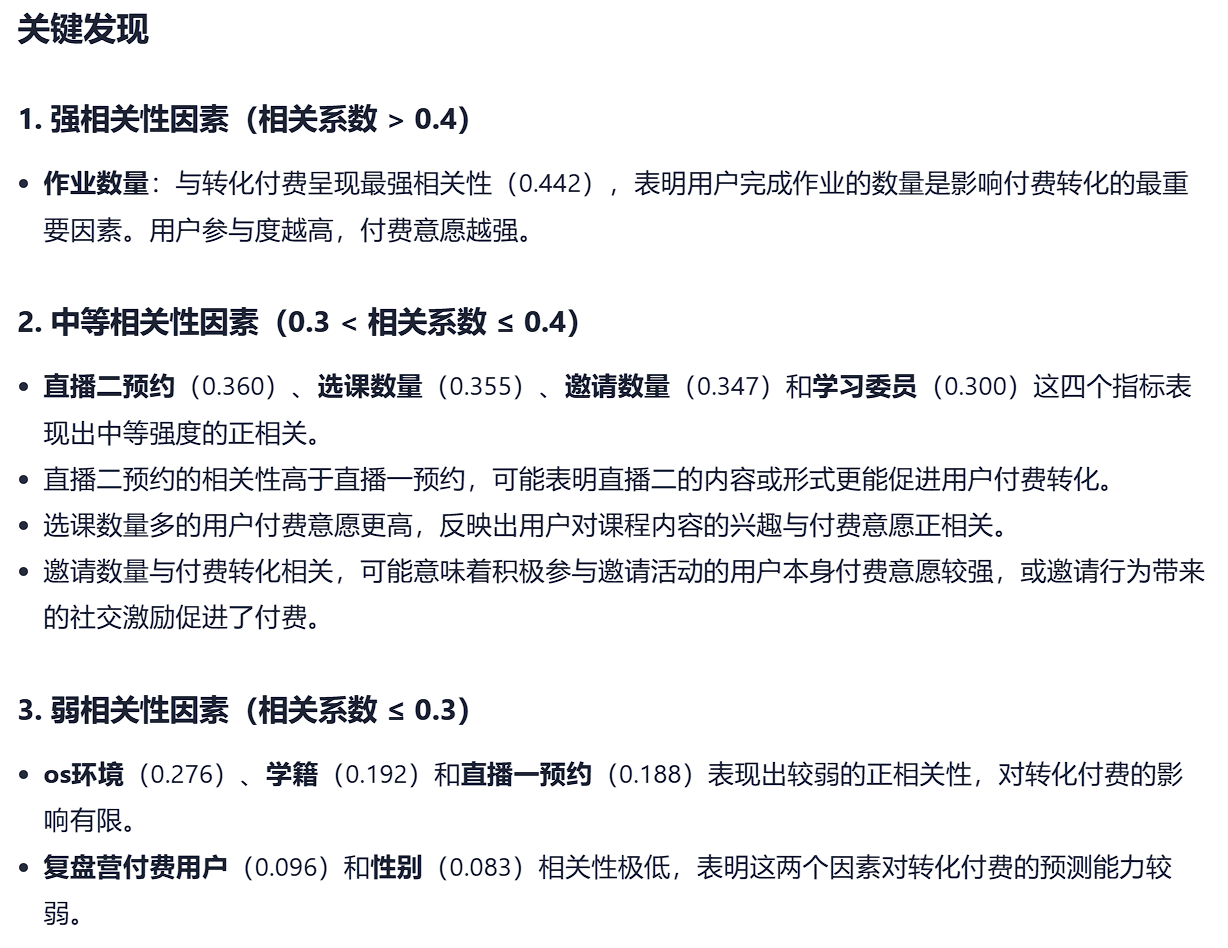 关键发现
1. 强相关性因素（相关系数 > 0.4）
• 作业数量：与转化付费呈现最强相关性（0.442），表明用户完成作业的数量是影响付费转化的最重
要因素。用户参与度越高，付费意愿越强。
2. 中等相关性因素（0.3 < 相关系数 ≤ 0.4）
• 直播二预约（0.360）、选课数量（0.355）、邀请数量（0.347）和学习委员（0.300）这四个指标表
现出中等强度的正相关。
• 直播二预约的相关性高于直播一预约，可能表明直播二的内容或形式更能促进用户付费转化。
• 选课数量多的用户付费意愿更高，反映出用户对课程内容的兴趣与付费意愿正相关。
• 邀请数量与付费转化相关，可能意味着积极参与邀请活动的用户本身付费意愿较强，或邀请行为带来
的社交激励促进了付费。
3. 弱相关性因素（相关系数 ≤ 0.3）
• os环境（0.276）、学籍（0.192）和直播一预约（0.188）表现出较弱的正相关性，对转化付费的影
响有限。
• 复盘营付费用户（0.096）和性别（0.083）相关性极低，表明这两个因素对转化付费的预测能力较
弱。